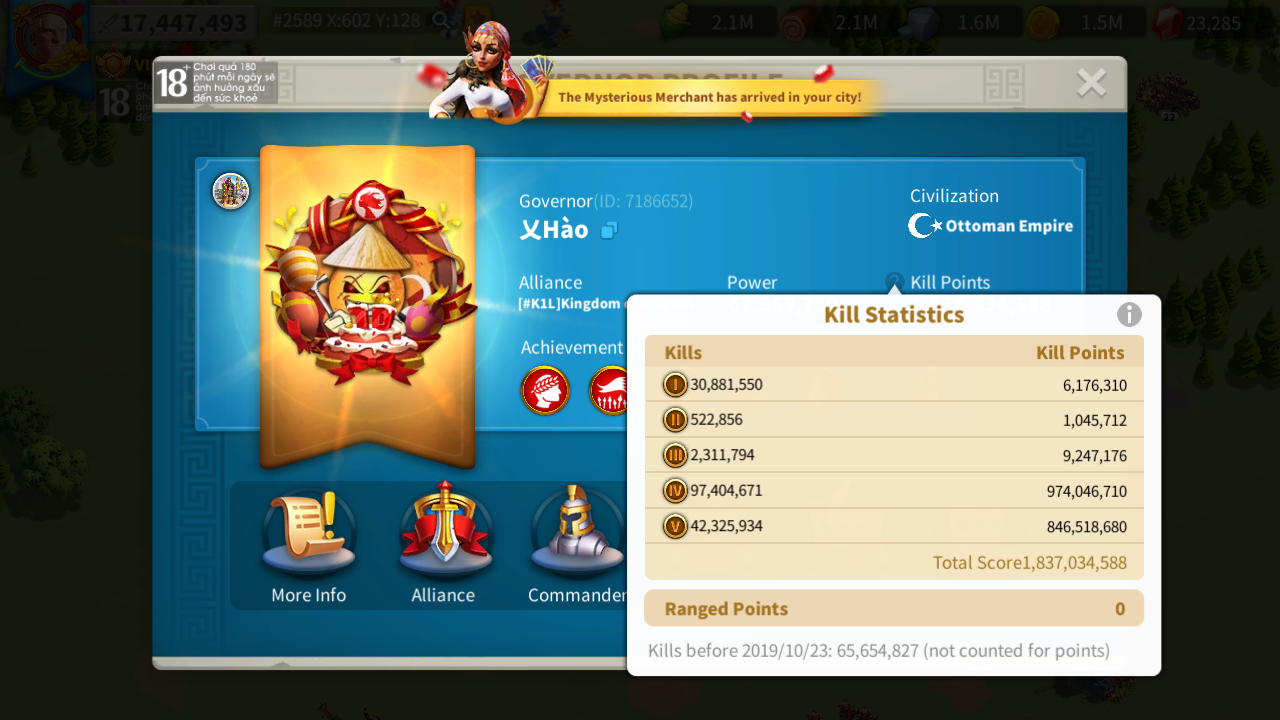 17,447,493
#2589 X:602 Y:128
2.1M
2.1M
1.6M
1.5M
23,285
18+
Chơi quá 180
phút mỗi ngày sẽ
ảnh hưởng xấu
đến sức khoẻ
The Mysterious Merchant has arrived in your city!
22
Governor(ID: 7186652)
乂Hào
Civilization
Ottoman Empire
Alliance
[#K1L]Kingdom
Power
Kill Points
Achievement
Kill Statistics
Kills
Kill Points
I 30,881,550
6,176,310
II 522,856
1,045,712
III 2,311,794
9,247,176
IV 97,404,671
974,046,710
V 42,325,934
846,518,680
Total Score1,837,034,588
Ranged Points
0
Kills before 2019/10/23: 65,654,827 (not counted for points)
More Info
Alliance
Commander